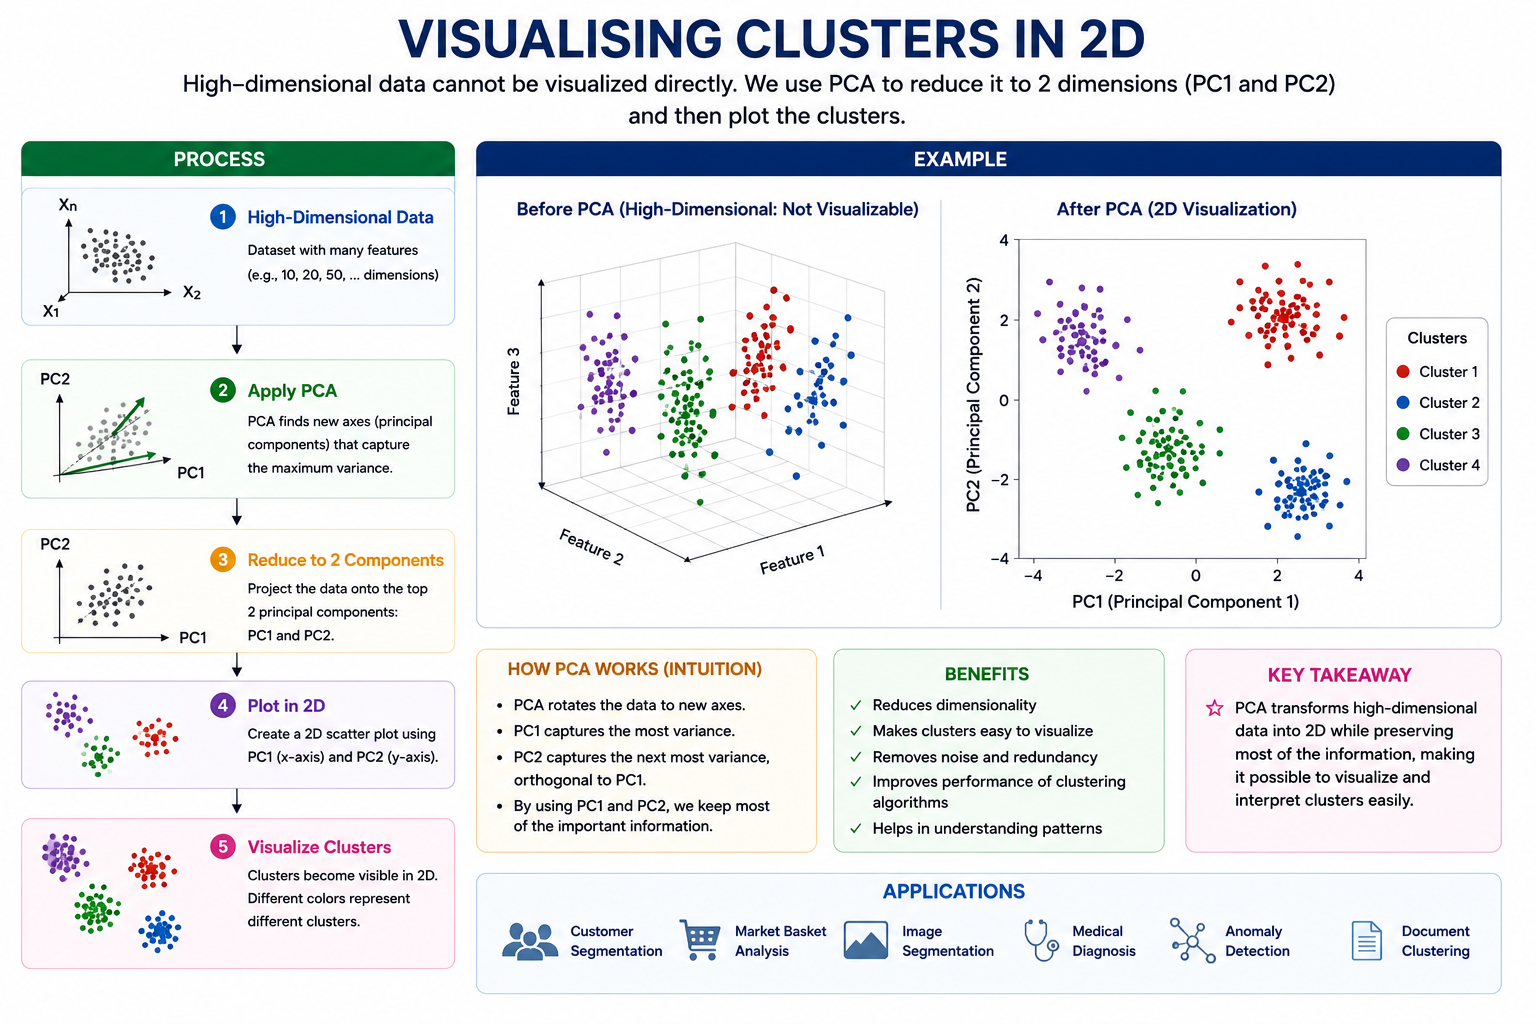 VISUALISING CLUSTERS IN 2D
High-dimensional data cannot be visualized directly. We use PCA to reduce it to 2 dimensions (PC1 and PC2)
and then plot the clusters.
PROCESS
Xn
X2
X1
1 High-Dimensional Data
Dataset with many features
(e.g., 10, 20, 50, ... dimensions)
PC2
PC1
2 Apply PCA
PCA finds new axes (principal
components) that capture
the maximum variance.
PC2
PC1
3 Reduce to 2 Components
Project the data onto the top
2 principal components:
PC1 and PC2.
4 Plot in 2D
Create a 2D scatter plot using
PC1 (x-axis) and PC2 (y-axis).
5 Visualize Clusters
Clusters become visible in 2D.
Different colors represent
different clusters.
EXAMPLE
Before PCA (High-Dimensional: Not Visualizable)
Feature 3
Feature 2
Feature 1
After PCA (2D Visualization)
PC2 (Principal Component 2)
4
2
0
−2
−4
−4
−2
0
2
4
PC1 (Principal Component 1)
Clusters
Cluster 1
Cluster 2
Cluster 3
Cluster 4
HOW PCA WORKS (INTUITION)
• PCA rotates the data to new axes.
• PC1 captures the most variance.
• PC2 captures the next most variance,
orthogonal to PC1.
• By using PC1 and PC2, we keep most
of the important information.
BENEFITS
✓ Reduces dimensionality
✓ Makes clusters easy to visualize
✓ Removes noise and redundancy
✓ Improves performance of clustering
algorithms
✓ Helps in understanding patterns
KEY TAKEAWAY
☆ PCA transforms high-dimensional
data into 2D while preserving
most of the information, making
it possible to visualize and
interpret clusters easily.
APPLICATIONS
Customer
Segmentation
Market Basket
Analysis
Image
Segmentation
Medical
Diagnosis
Anomaly
Detection
Document
Clustering